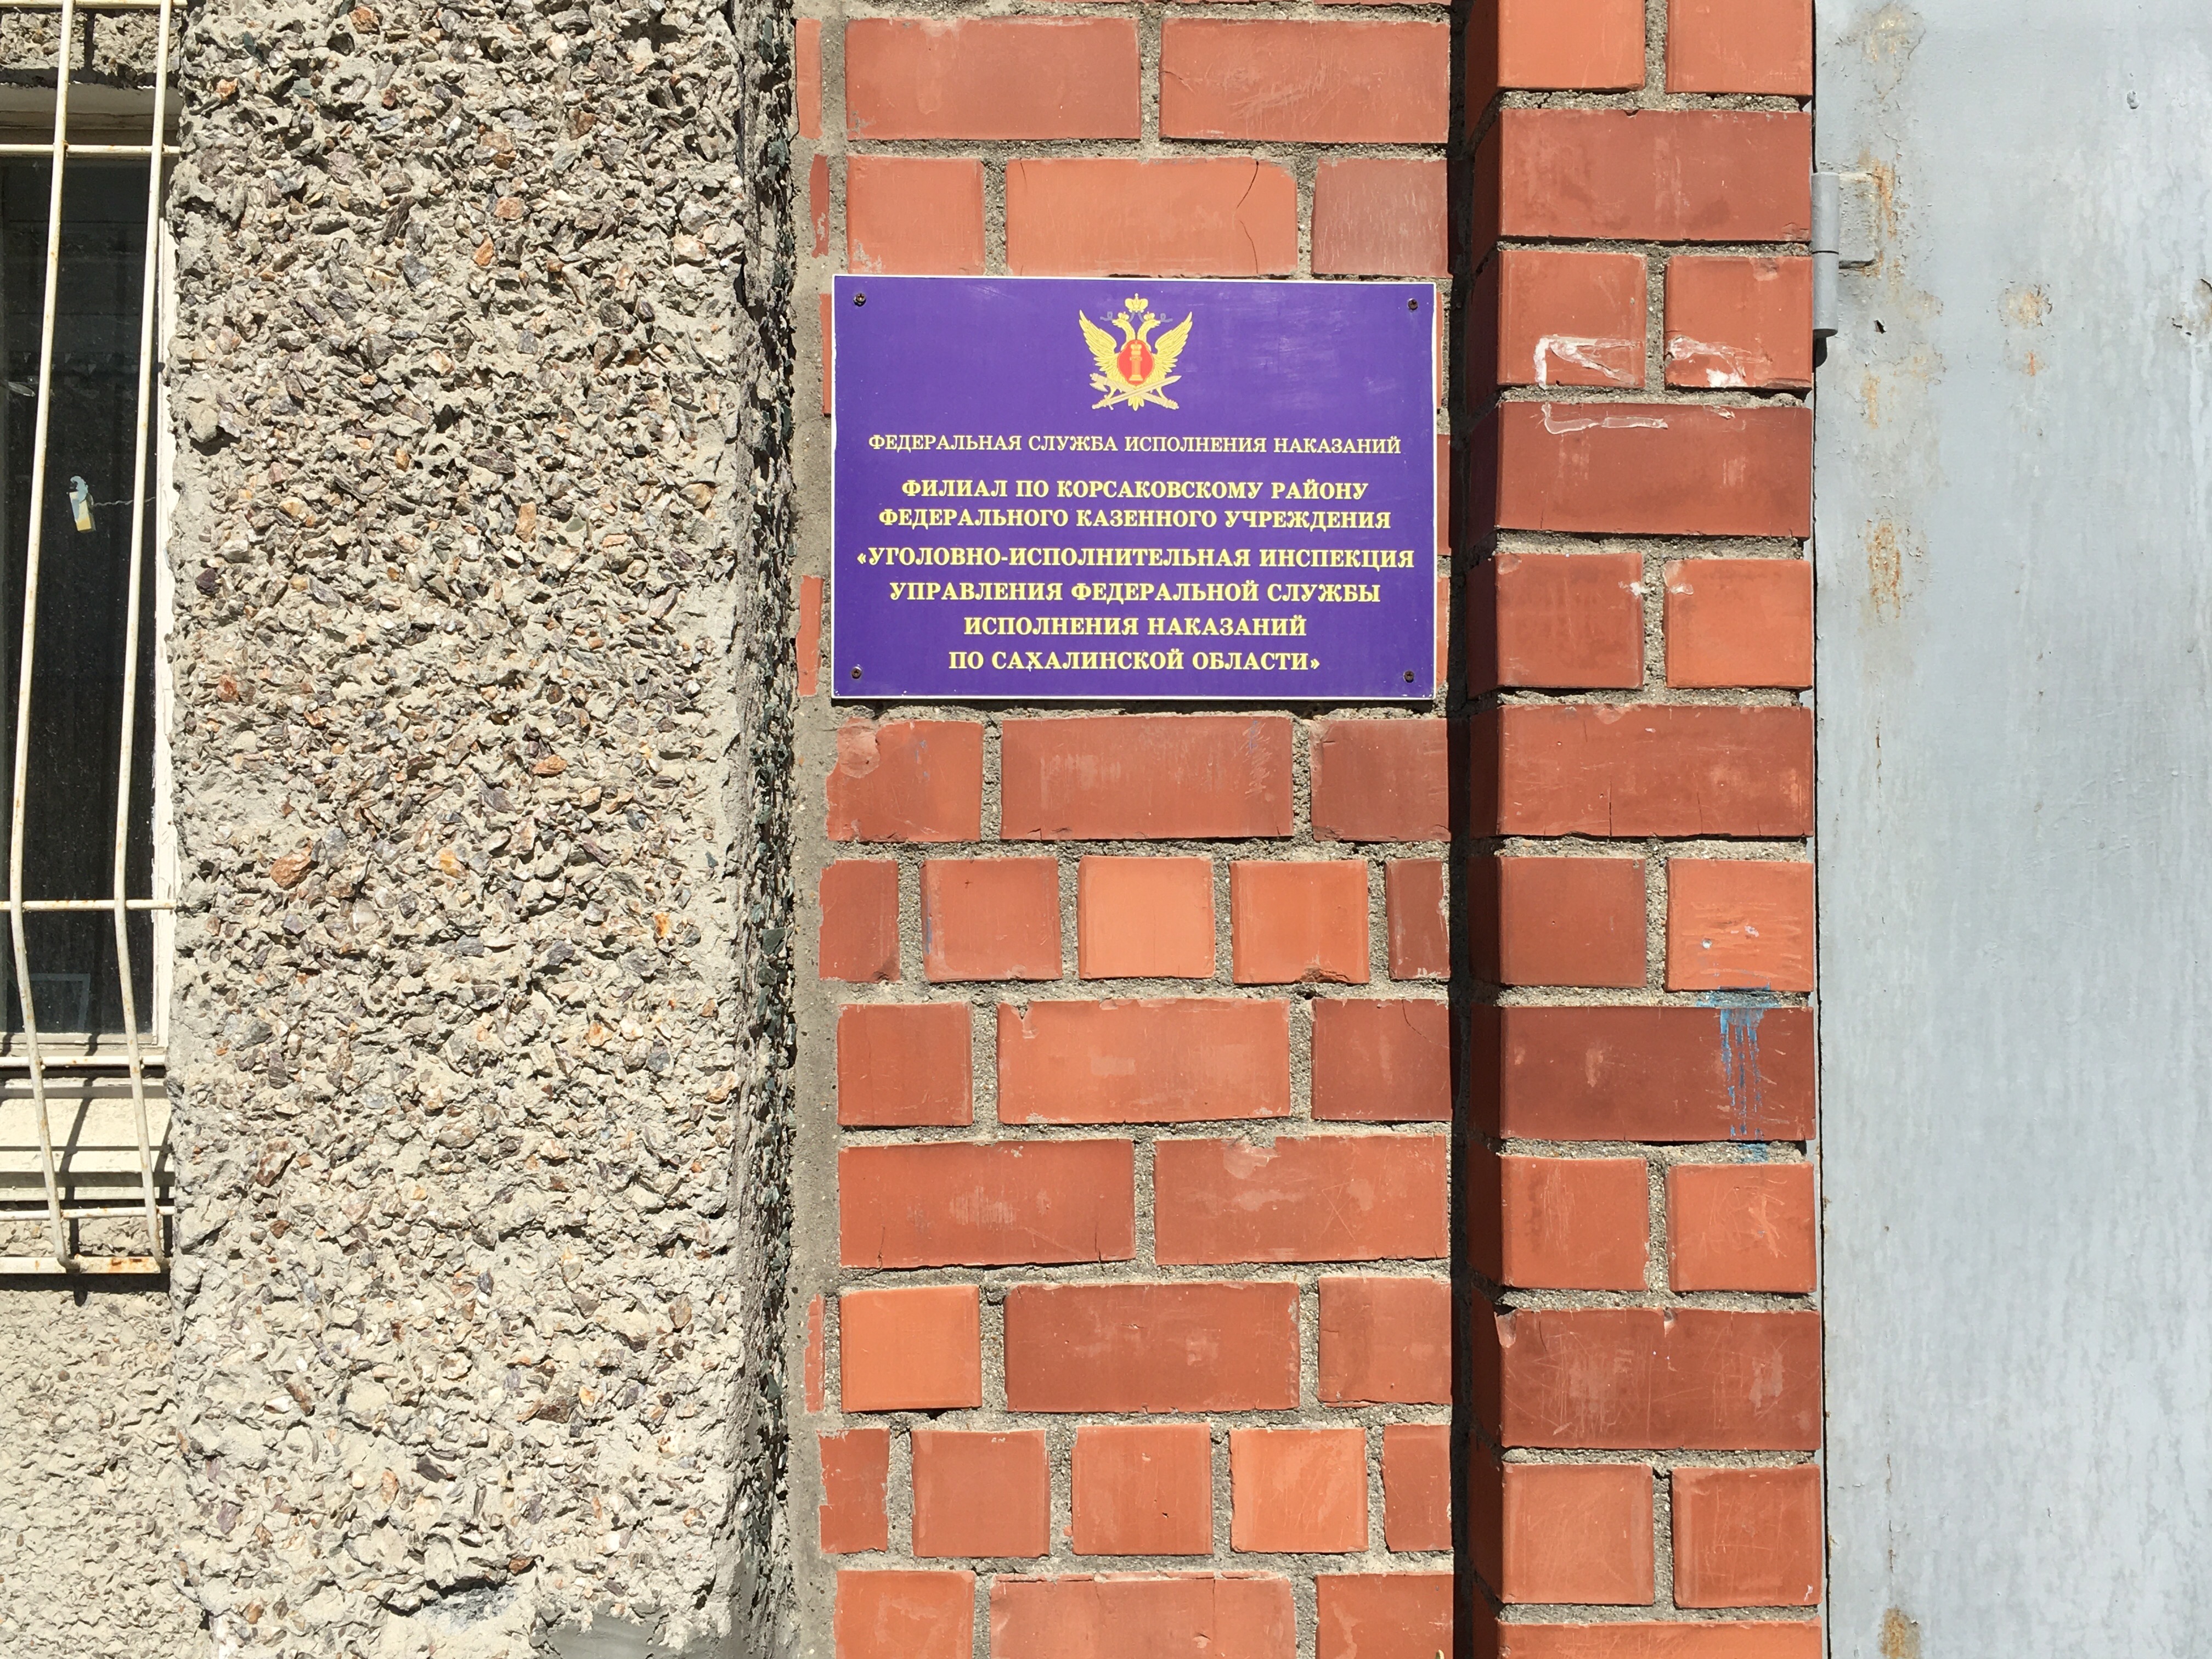 ФЕДЕРАЛЬНАЯ СЛУЖБА ИСПОЛНЕНИЯ НАКАЗАНИЙ
ФИЛИАЛ ПО КОРСАКОВСКОМУ РАЙОНУ
ФЕДЕРАЛЬНОГО КАЗЕННОГО УЧРЕЖДЕНИЯ
«УГОЛОВНО-ИСПОЛНИТЕЛЬНАЯ ИНСПЕКЦИЯ
УПРАВЛЕНИЯ ФЕДЕРАЛЬНОЙ СЛУЖБЫ
ИСПОЛНЕНИЯ НАКАЗАНИЙ
ПО САХАЛИНСКОЙ ОБЛАСТИ»